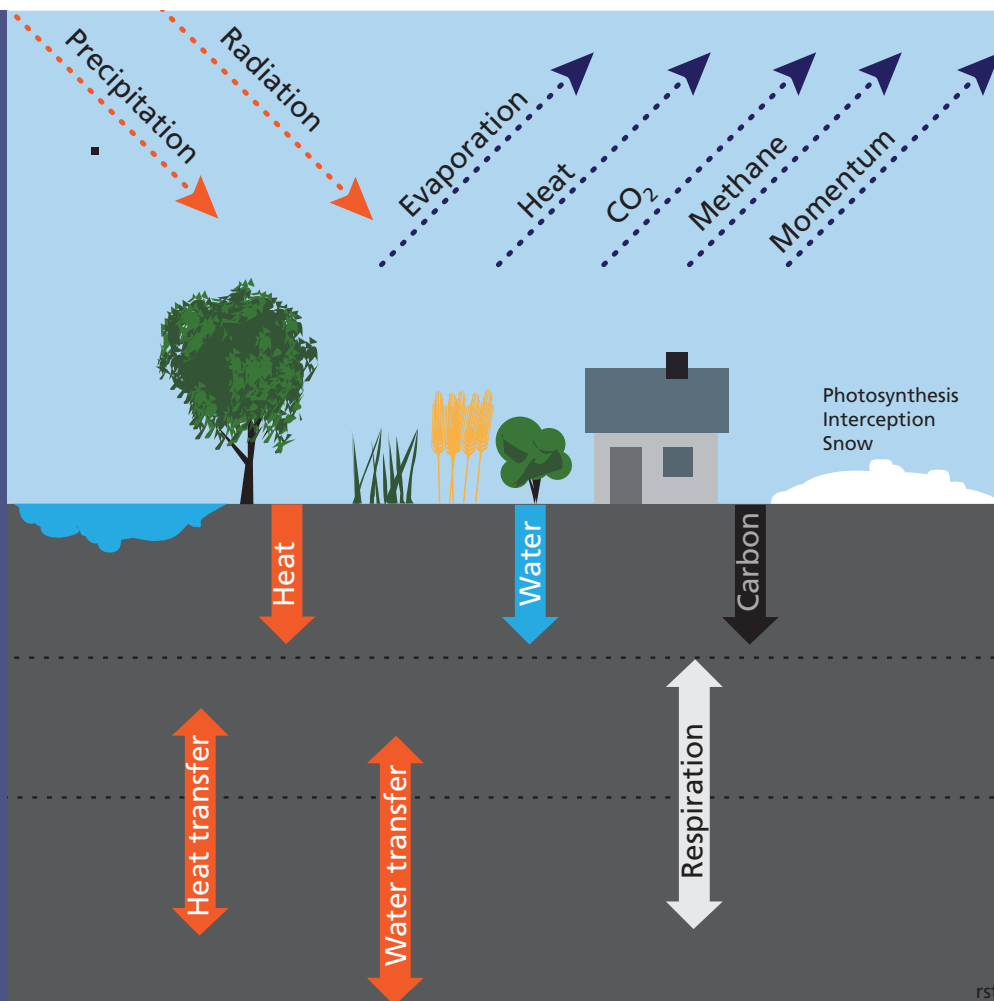 Precipitation
Radiation
Evaporation
Heat
CO₂
Methane
Momentum
Photosynthesis
Interception
Snow
Heat
Water
Carbon
Heat transfer
Water transfer
Respiration